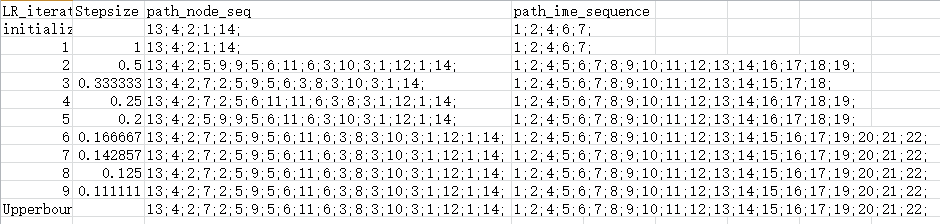 LR_iterat Stepsize path_node_seq path_ime_sequence
initializ 13;4;2;1;14; 1;2;4;6;7;
1 1 13;4;2;1;14; 1;2;4;6;7;
2 0.5 13;4;2;5;9;9;5;6;11;6;3;10;3;1;12;1;14; 1;2;4;5;6;7;8;9;10;11;12;13;14;16;17;18;19;
3 0.333333 13;4;2;7;2;5;9;5;6;3;8;3;10;3;1;14; 1;2;4;5;6;7;8;9;10;11;12;13;14;15;17;18;
4 0.25 13;4;2;7;2;5;6;11;11;6;3;8;3;1;12;1;14; 1;2;4;5;6;7;8;9;10;11;12;13;14;16;17;18;19;
5 0.2 13;4;2;5;9;9;5;6;11;6;3;10;3;1;12;1;14; 1;2;4;5;6;7;8;9;10;11;12;13;14;16;17;18;19;
6 0.166667 13;4;2;7;2;5;9;5;6;11;6;3;8;3;10;3;1;12;1;14; 1;2;4;5;6;7;8;9;10;11;12;13;14;15;16;17;19;20;21;22;
7 0.142857 13;4;2;7;2;5;9;5;6;11;6;3;8;3;10;3;1;12;1;14; 1;2;4;5;6;7;8;9;10;11;12;13;14;15;16;17;19;20;21;22;
8 0.125 13;4;2;7;2;5;9;5;6;11;6;3;8;3;10;3;1;12;1;14; 1;2;4;5;6;7;8;9;10;11;12;13;14;15;16;17;19;20;21;22;
9 0.111111 13;4;2;7;2;5;9;5;6;11;6;3;8;3;10;3;1;12;1;14; 1;2;4;5;6;7;8;9;10;11;12;13;14;15;16;17;19;20;21;22;
Upperbour 13;4;2;7;2;5;9;5;6;11;6;3;8;3;10;3;1;12;1;14; 1;2;4;5;6;7;8;9;10;11;12;13;14;15;16;17;19;20;21;22;